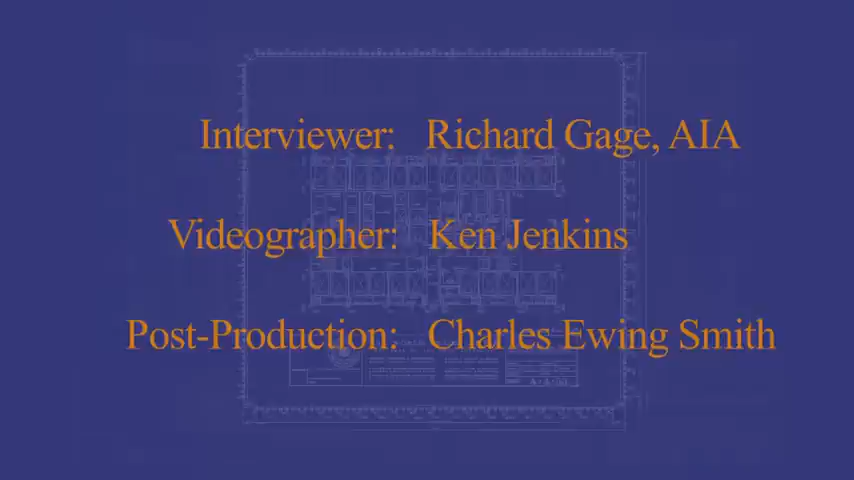 Interviewer: Richard Gage, AIA
Videographer: Ken Jenkins
Post-Production: Charles Ewing Smith